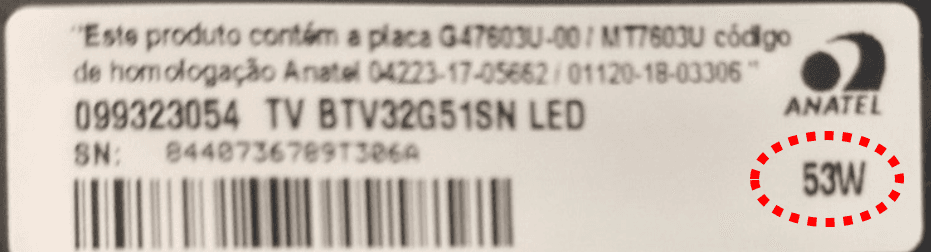 "Este produto contém a placa G47603U-00 / MT7603U código
de homologação Anatel 04223-17-05662 / 01120-18-03306 "
ANATEL
099323054 TV BTV32G51SN LED
SN: 8440736789T306A
53W